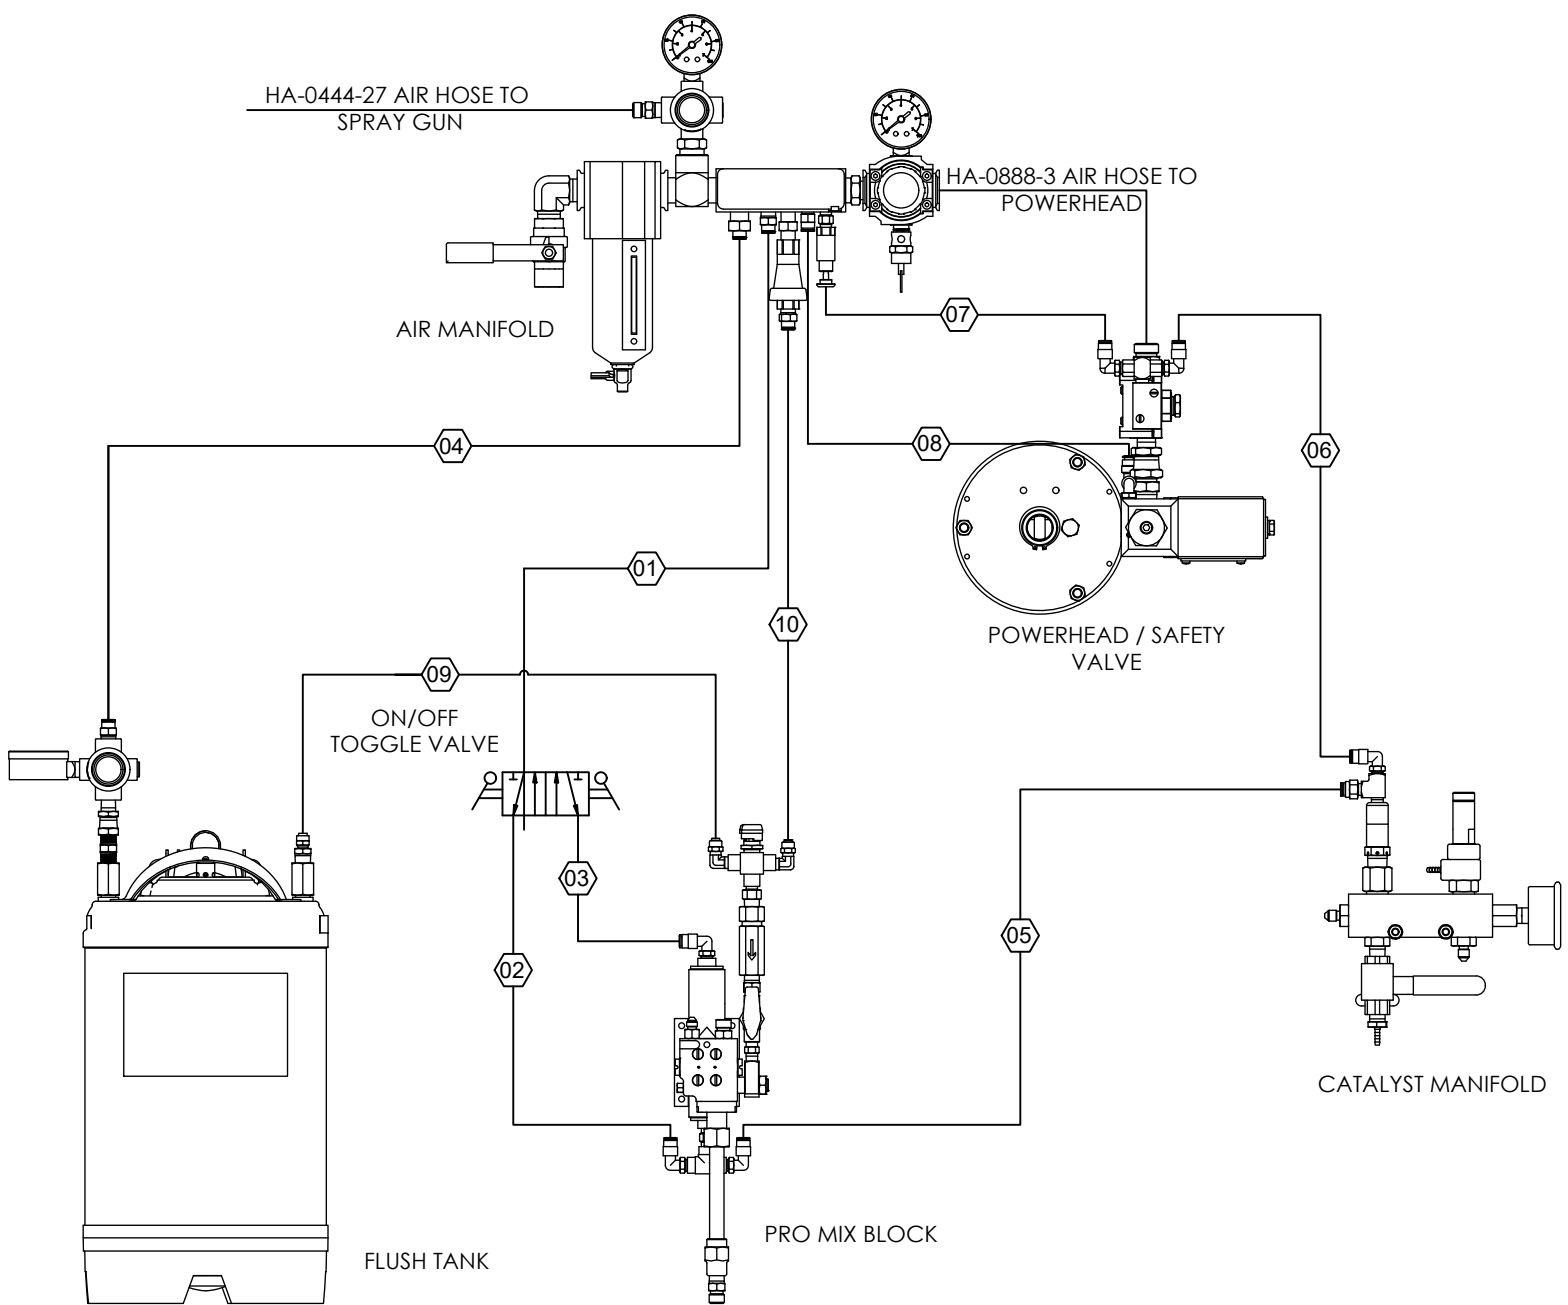 HA-0444-27 AIR HOSE TO
SPRAY GUN
HA-0888-3 AIR HOSE TO
POWERHEAD
AIR MANIFOLD
07
04
08
06
01
10
POWERHEAD / SAFETY
VALVE
09
ON/OFF
TOGGLE VALVE
03
02
05
CATALYST MANIFOLD
PRO MIX BLOCK
FLUSH TANK